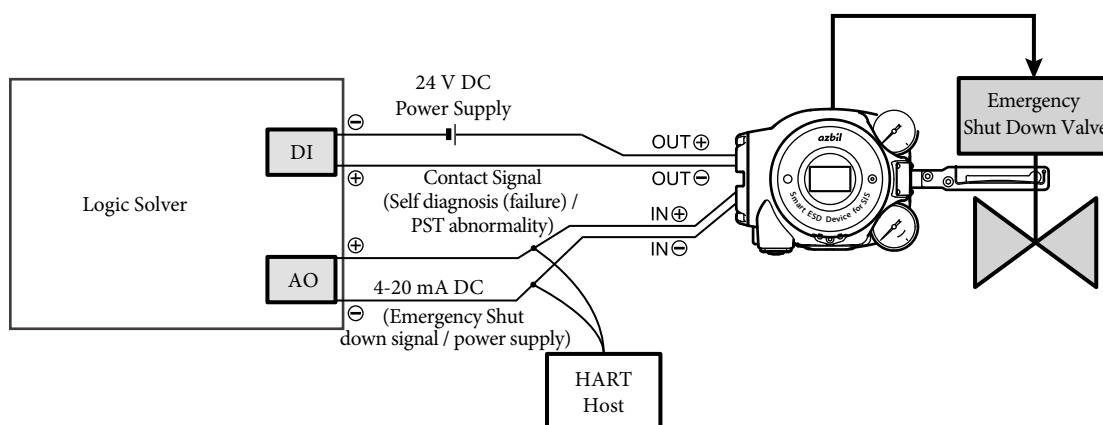 24 V DC
Power Supply
⊖
DI
⊕
OUT⊕
OUT⊖
Contact Signal
(Self diagnosis (failure) /
PST abnormality)
Logic Solver
IN⊕
IN⊖
⊕
AO
⊖
4-20 mA DC
(Emergency Shut
down signal / power supply)
HART
Host
azbil
Smart ESD Device for SIS
Emergency
Shut Down Valve